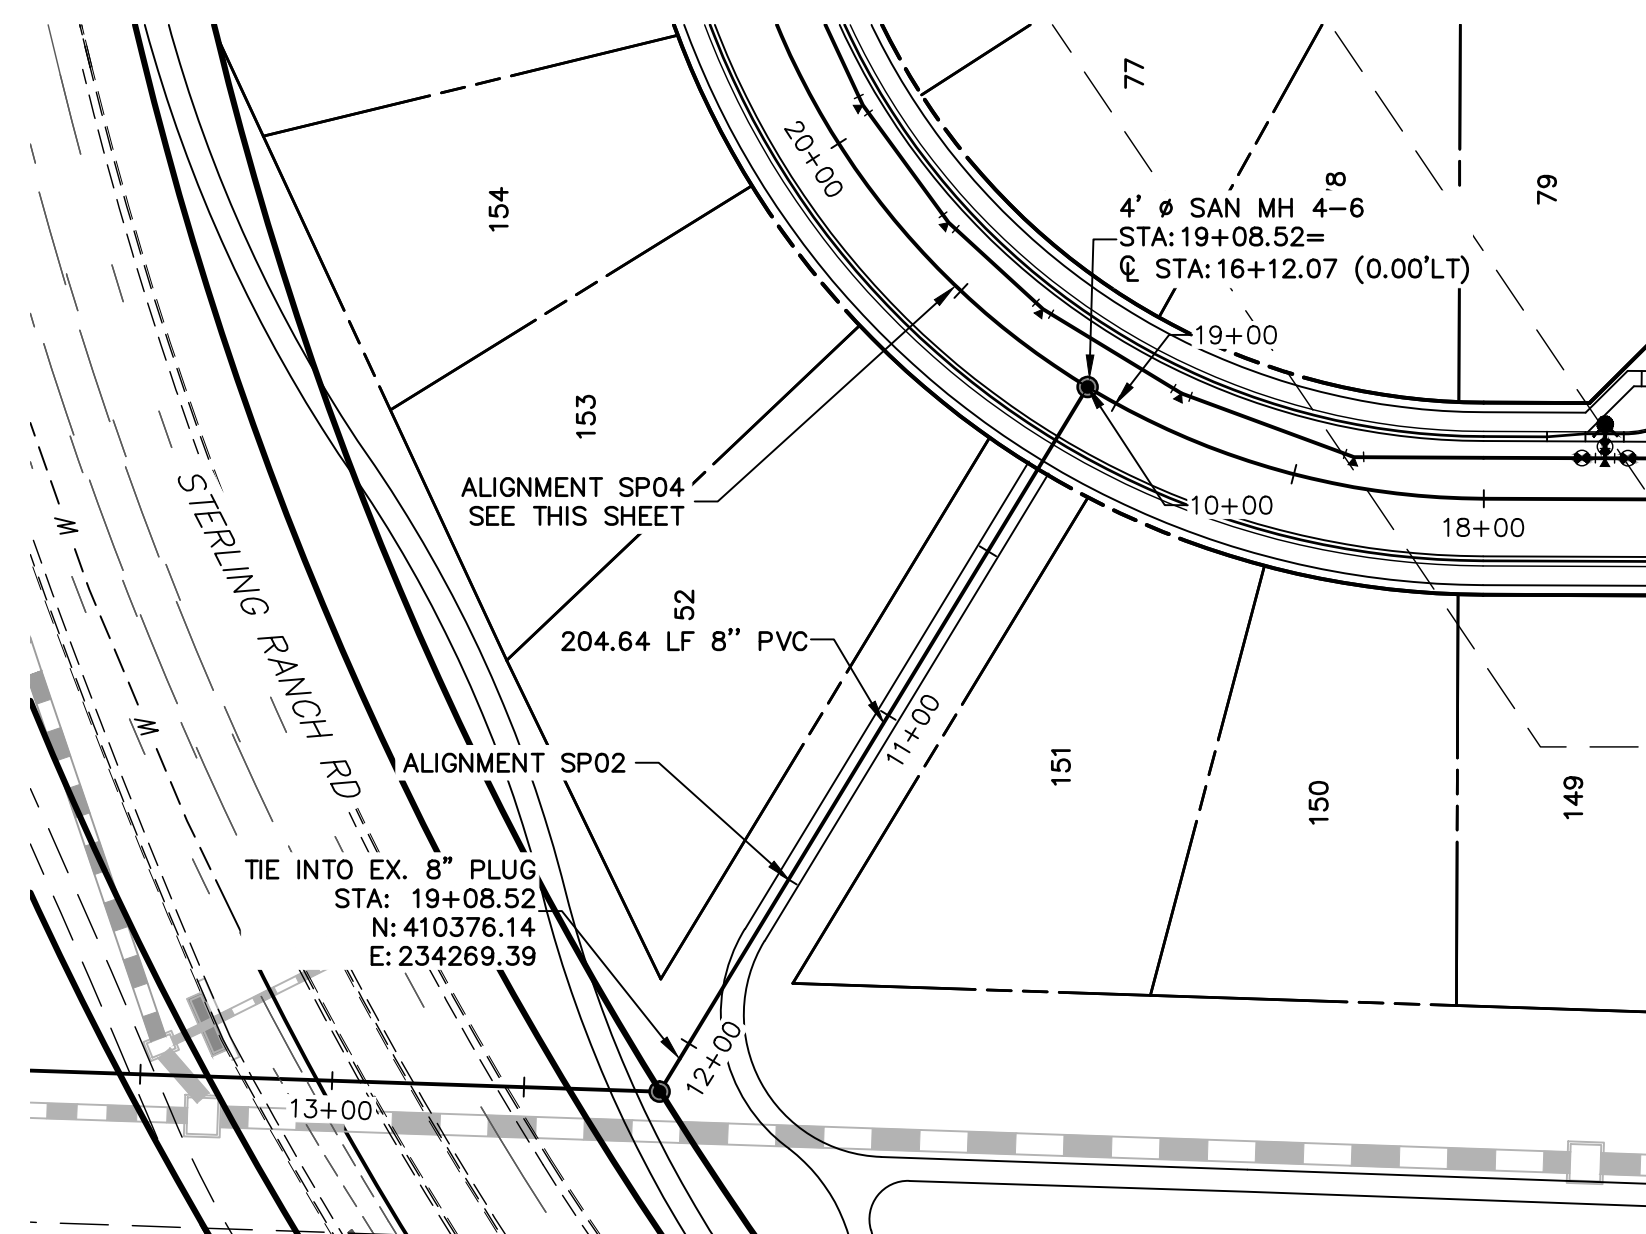 77
154
20+00
8
79
4' ø SAN MH 4-6
STA:19+08.52=
℄ STA:16+12.07 (0.00'LT)
19+00
153
ALIGNMENT SP04
SEE THIS SHEET
10+00
18+00
STERLING RANCH RD
W
W
52
204.64 LF 8" PVC
11+00
ALIGNMENT SP02
151
150
149
TIE INTO EX. 8" PLUG
STA: 19+08.52
N:410376.14
E:234269.39
12+00
13+00